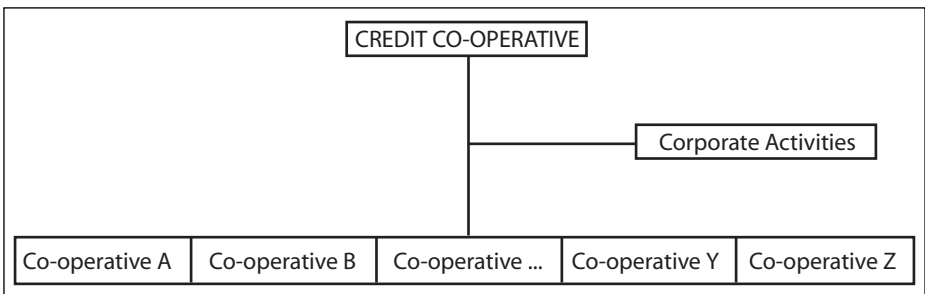 CREDIT CO-OPERATIVE
Corporate Activities
Co-operative A
Co-operative B
Co-operative ...
Co-operative Y
Co-operative Z